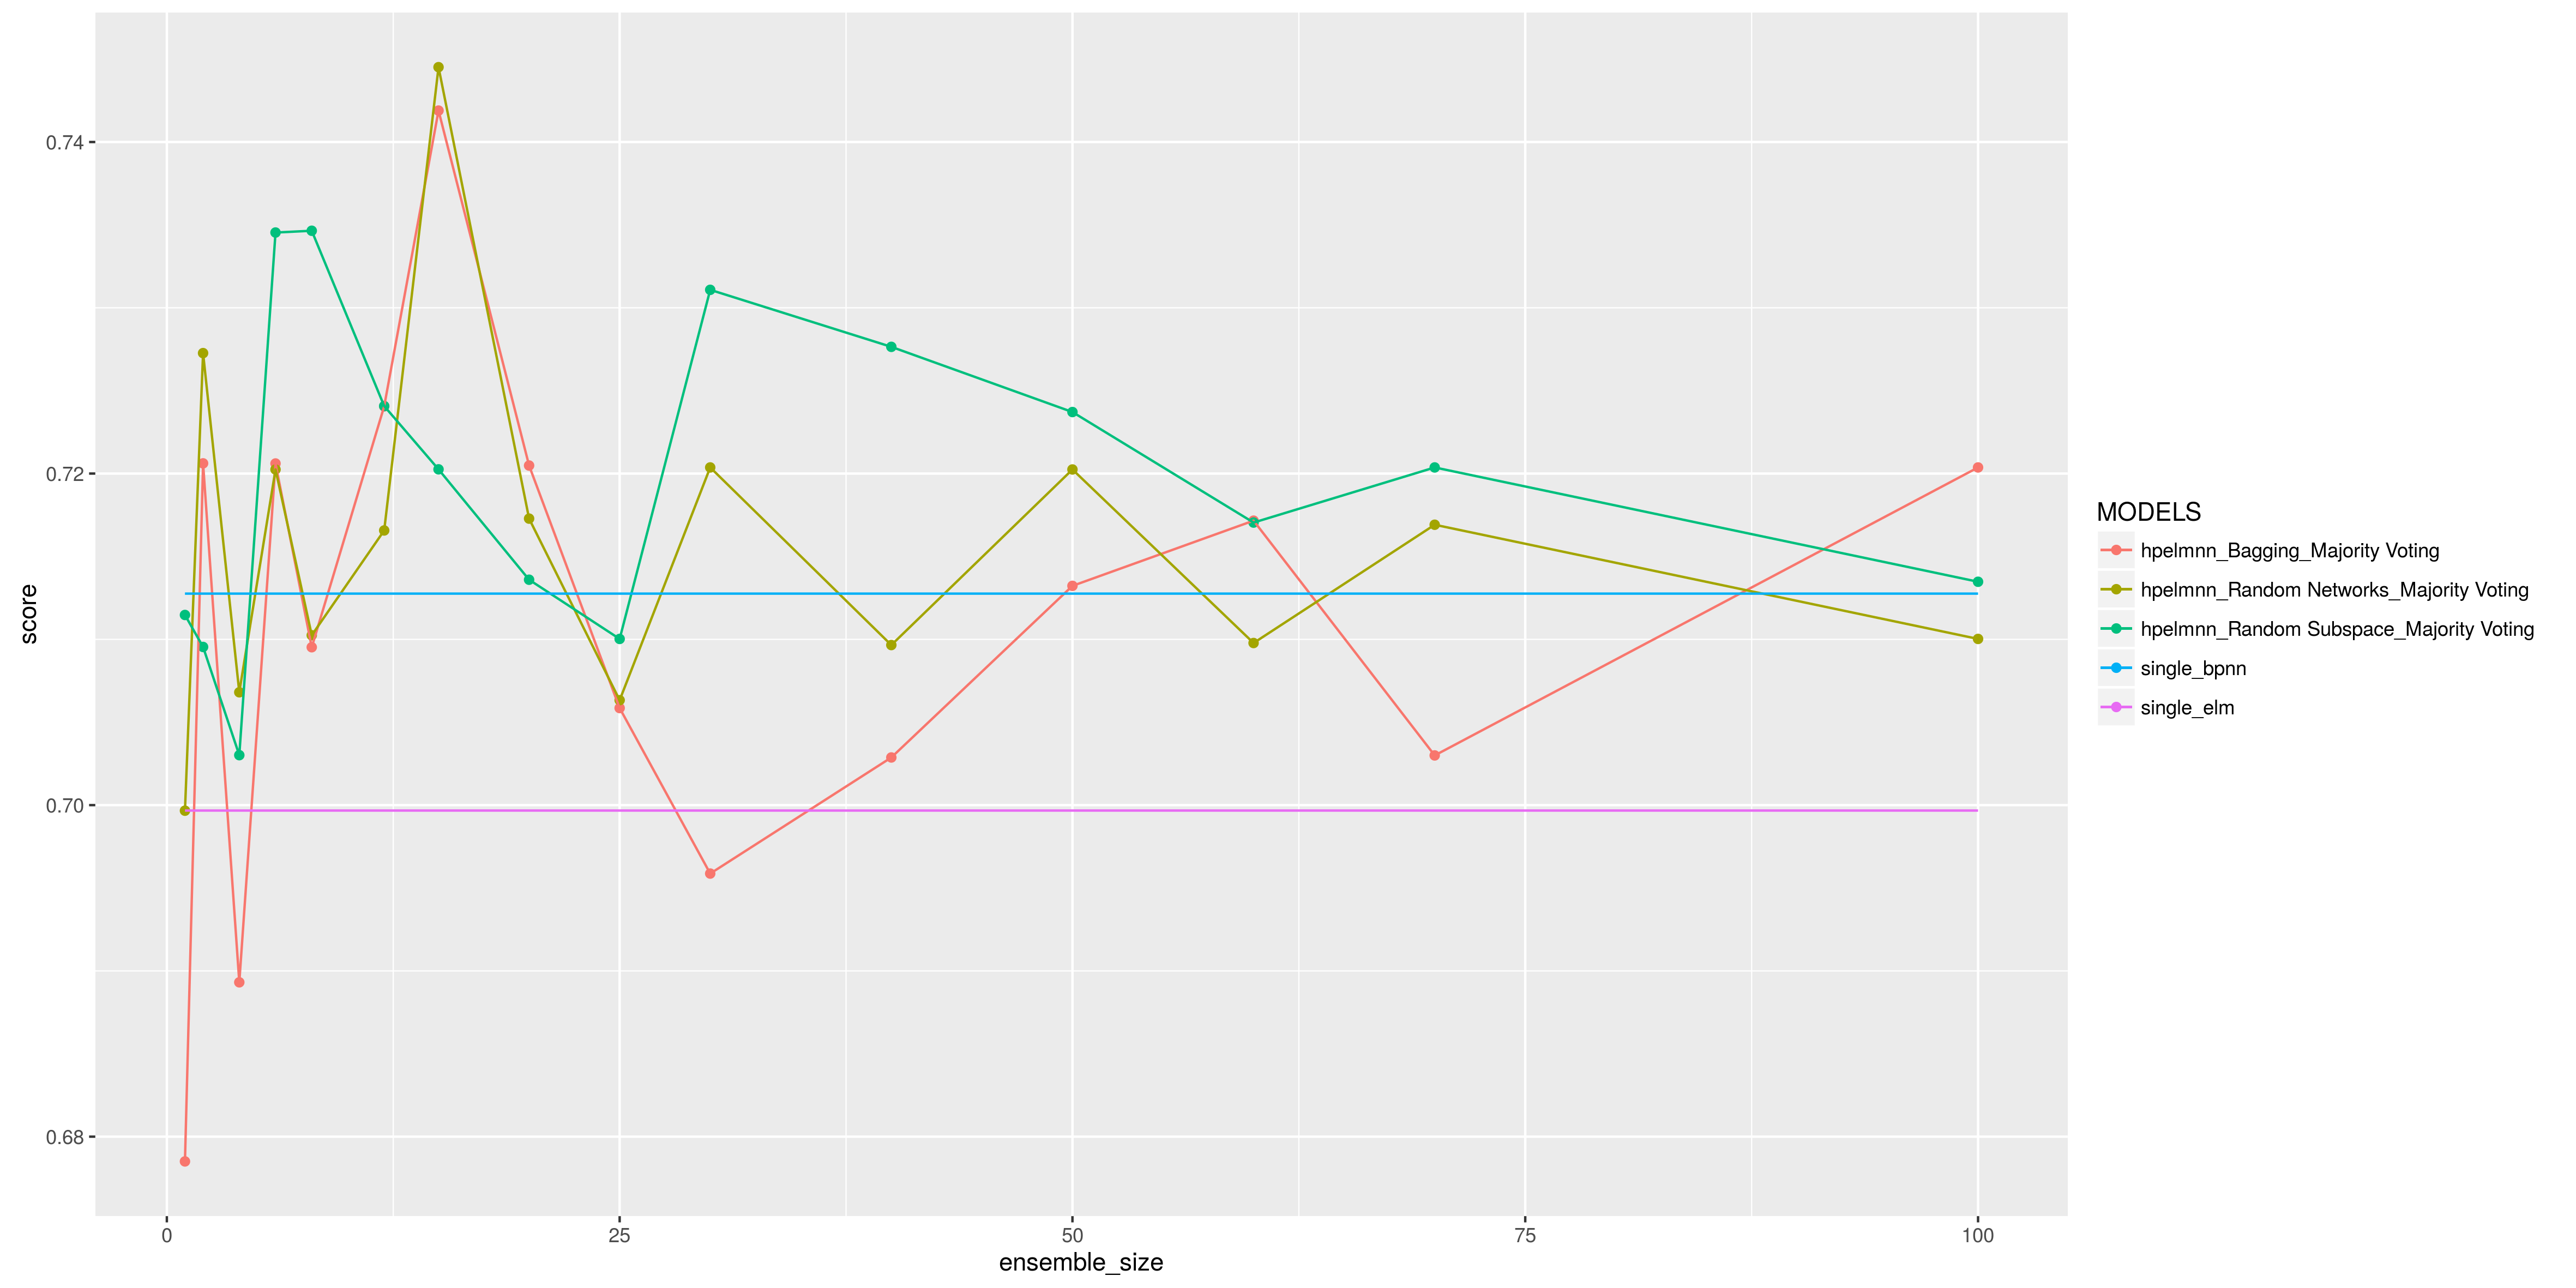 score
0.74
0.72
0.70
0.68
0
25
50
75
100
ensemble_size
MODELS
hpelmnn_Bagging_Majority Voting
hpelmnn_Random Networks_Majority Voting
hpelmnn_Random Subspace_Majority Voting
single_bpnn
single_elm